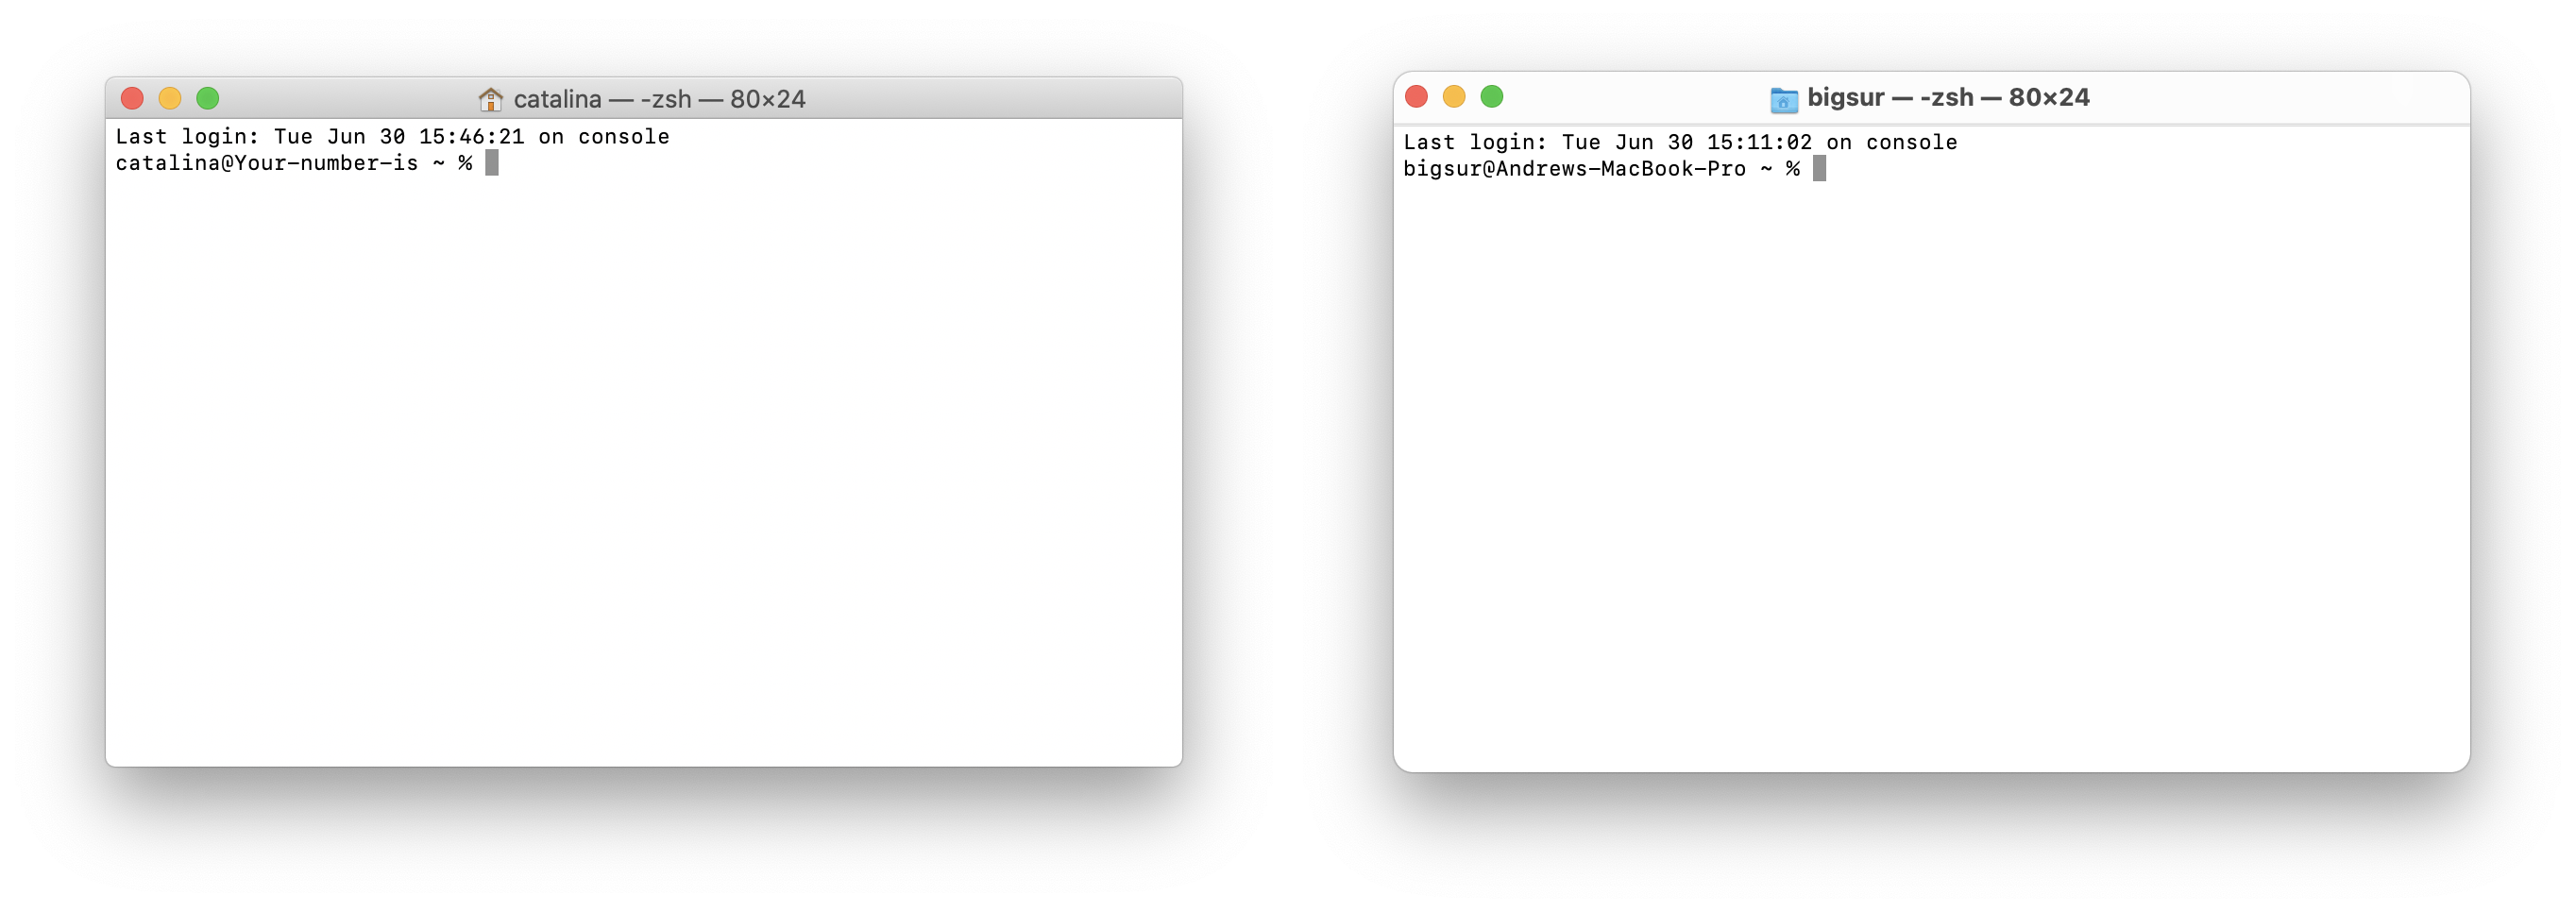 catalina — -zsh — 80×24
Last login: Tue Jun 30 15:46:21 on console
catalina@Your-number-is ~ %
bigsur — -zsh — 80×24
Last login: Tue Jun 30 15:11:02 on console
bigsur@Andrews-MacBook-Pro ~ %